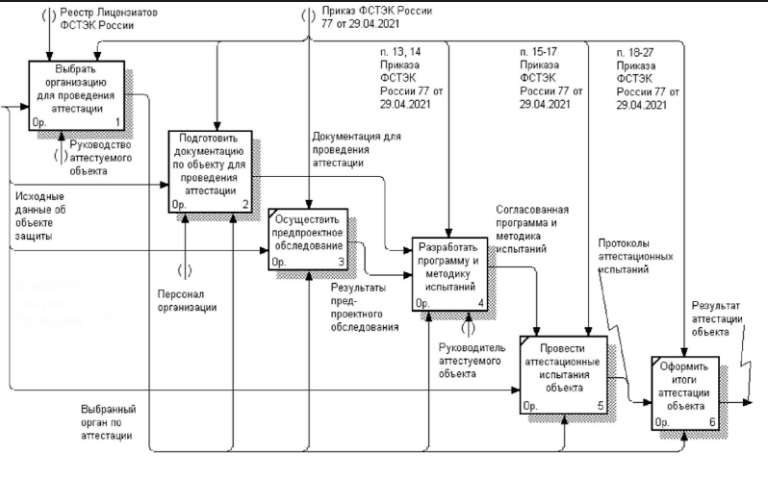 Реестр Лицензиатов
ФСТЭК России
Приказ ФСТЭК России
77 от 29.04.2021
п. 13, 14
Приказа
ФСТЭК
России 77 от
29.04.2021
п. 15-17
Приказа
ФСТЭК
России 77 от
29.04.2021
п. 18-27
Приказа
ФСТЭК
России 77 от
29.04.2021
Выбрать
организацию
для проведения
аттестации
0р. 1
Руководство
аттестуемого
объекта
Подготовить
документацию
по объекту для
проведения
аттестации
0р. 2
Документация для
проведения
аттестации
Исходные
данные об
объекте
защиты
Осуществить
предпроектное
обследование
0р. 3
Согласованная
программа и
методика
испытаний
Разработать
программу и
методику
испытаний
0р. 4
Протоколы
аттестационных
испытаний
Персонал
организации
Результаты
пред-
проектного
обследования
Результат
аттестации
объекта
Руководитель
аттестуемого
объекта
Провести
аттестационные
испытания
объекта
0р. 5
Оформить
итоги
аттестации
объекта
0р. 6
Выбранный
орган по
аттестации